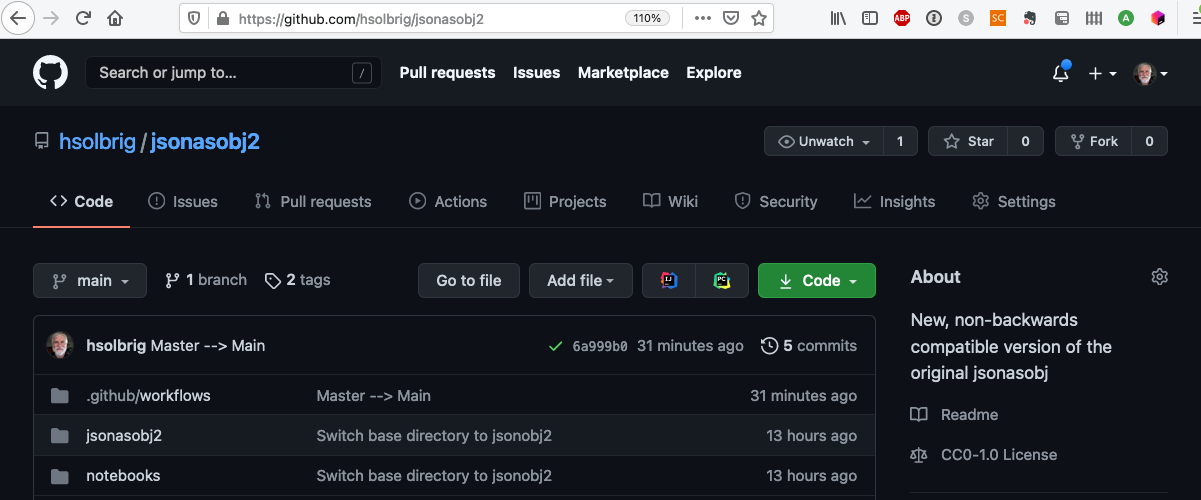 https://github.com/hsolbrig/jsonasobj2 110%
ABP S SC A
Search or jump to... / Pull requests Issues Marketplace Explore
hsolbrig / jsonasobj2 Unwatch 1 Star 0 Fork 0
Code Issues Pull requests Actions Projects Wiki Security Insights Settings
main 1 branch 2 tags Go to file Add file IJ PC Code
About
New, non-backwards
compatible version of the
original jsonasobj
Readme
CC0-1.0 License
hsolbrig Master --> Main 6a999b0 31 minutes ago 5 commits
.github/workflows Master --> Main 31 minutes ago
jsonasobj2 Switch base directory to jsonobj2 13 hours ago
notebooks Switch base directory to jsonobj2 13 hours ago